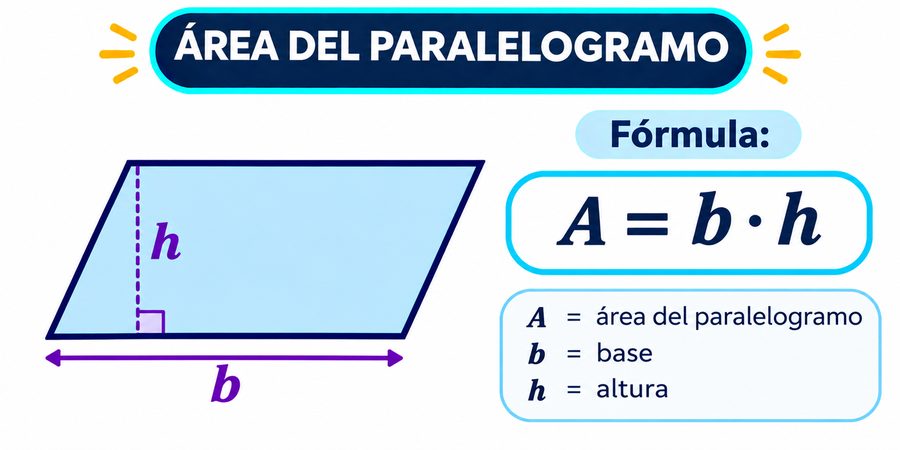 ÁREA DEL PARALELOGRAMO
h
b
Fórmula:
A = b · h
A = área del paralelogramo
b = base
h = altura